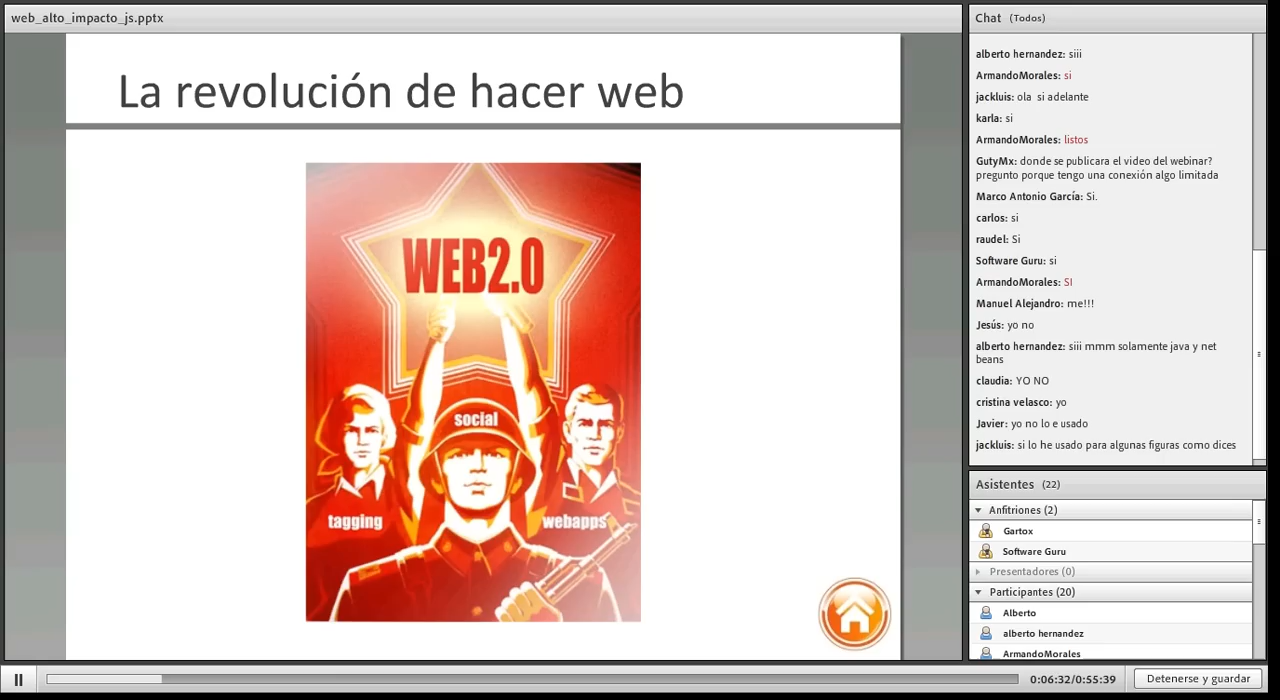 web_alto_impacto_js.pptx
La revolución de hacer web
WEB2.0
social
tagging
webapps
Chat (Todos)
alberto hernandez: siii
ArmandoMorales: si
jackluis: ola si adelante
karla: si
ArmandoMorales: listos
GutyMx: donde se publicara el video del webinar?
pregunto porque tengo una conexión algo limitada
Marco Antonio García: Si.
carlos: si
raudel: Si
Software Guru: si
ArmandoMorales: SI
Manuel Alejandro: me!!!
Jesús: yo no
alberto hernandez: siii mmm solamente java y net
beans
claudia: YO NO
cristina velasco: yo
Javier: yo no lo e usado
jackluis: si lo he usado para algunas figuras como dices
Asistentes (22)
Anfitriones (2)
Gartox
Software Guru
Presentadores (0)
Participantes (20)
Alberto
alberto hernandez
ArmandoMorales
0:06:32/0:55:39
Detenerse y guardar